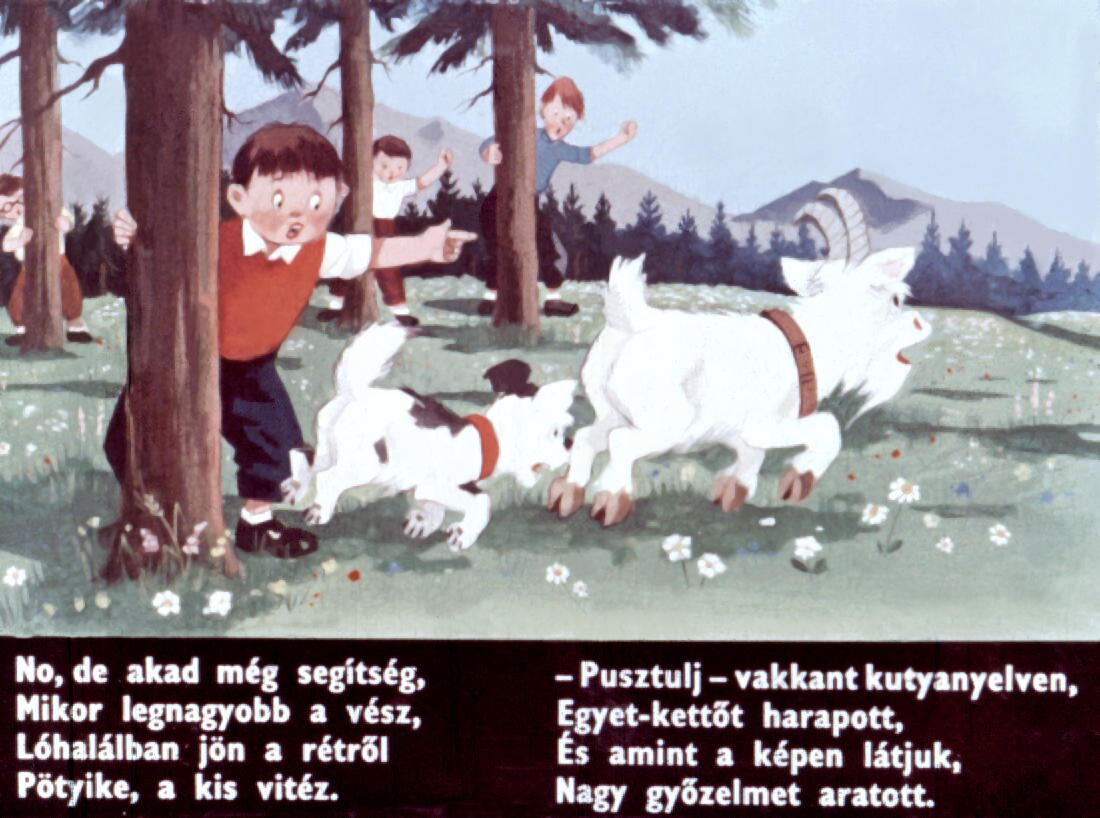 No, de akad még segítség,
Mikor legnagyobb a vész,
Lóhalálban jön a rétről
Pötyike, a kis vitéz.
– Pusztulj – vakkant kutyanyelven,
Egyet-kettőt harapott,
És amint a képen látjuk,
Nagy győzelmet aratott.